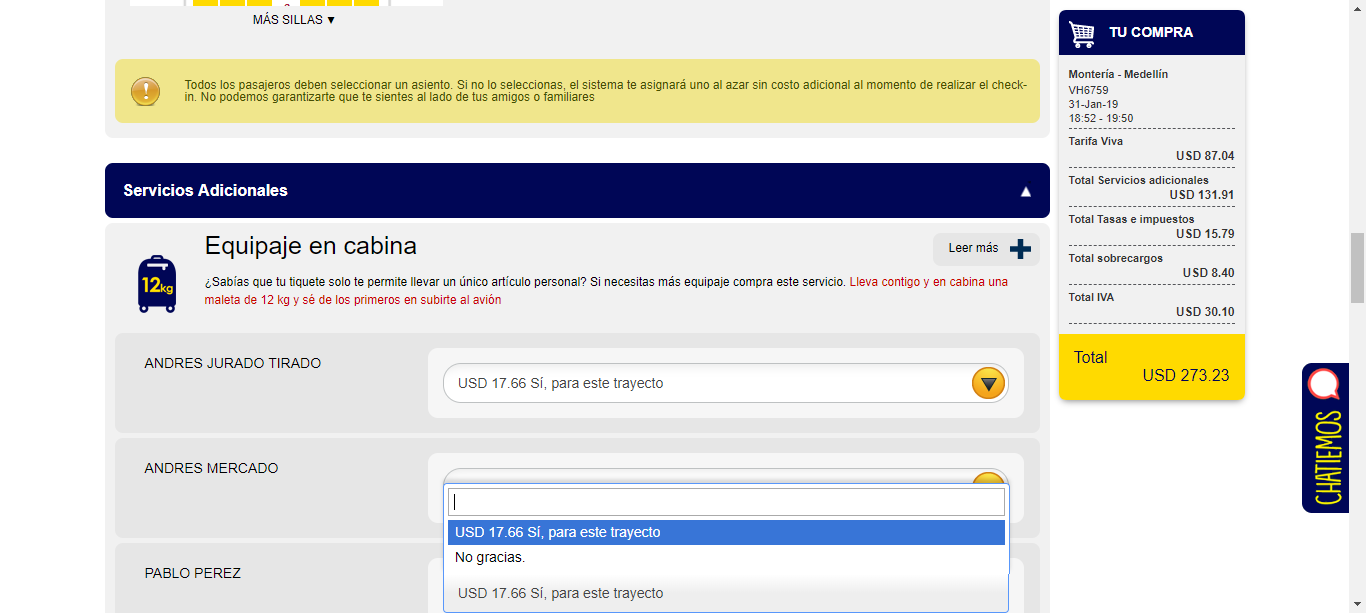 MÁS SILLAS ▼
Todos los pasajeros deben seleccionar un asiento. Si no lo seleccionas, el sistema te asignará uno al azar sin costo adicional al momento de realizar el check-
in. No podemos garantizarte que te sientes al lado de tus amigos o familiares
Servicios Adicionales ▲
Equipaje en cabina
Leer más
12kg
¿Sabías que tu tiquete solo te permite llevar un único artículo personal? Si necesitas más equipaje compra este servicio. Lleva contigo y en cabina una
maleta de 12 kg y sé de los primeros en subirte al avión
ANDRES JURADO TIRADO
USD 17.66 Sí, para este trayecto
ANDRES MERCADO
USD 17.66 Sí, para este trayecto
No gracias.
PABLO PEREZ
USD 17.66 Sí, para este trayecto
TU COMPRA
Montería - Medellín
VH6759
31-Jan-19
18:52 - 19:50
Tarifa Viva
USD 87.04
Total Servicios adicionales
USD 131.91
Total Tasas e impuestos
USD 15.79
Total sobrecargos
USD 8.40
Total IVA
USD 30.10
Total
USD 273.23
CHATIEMOS